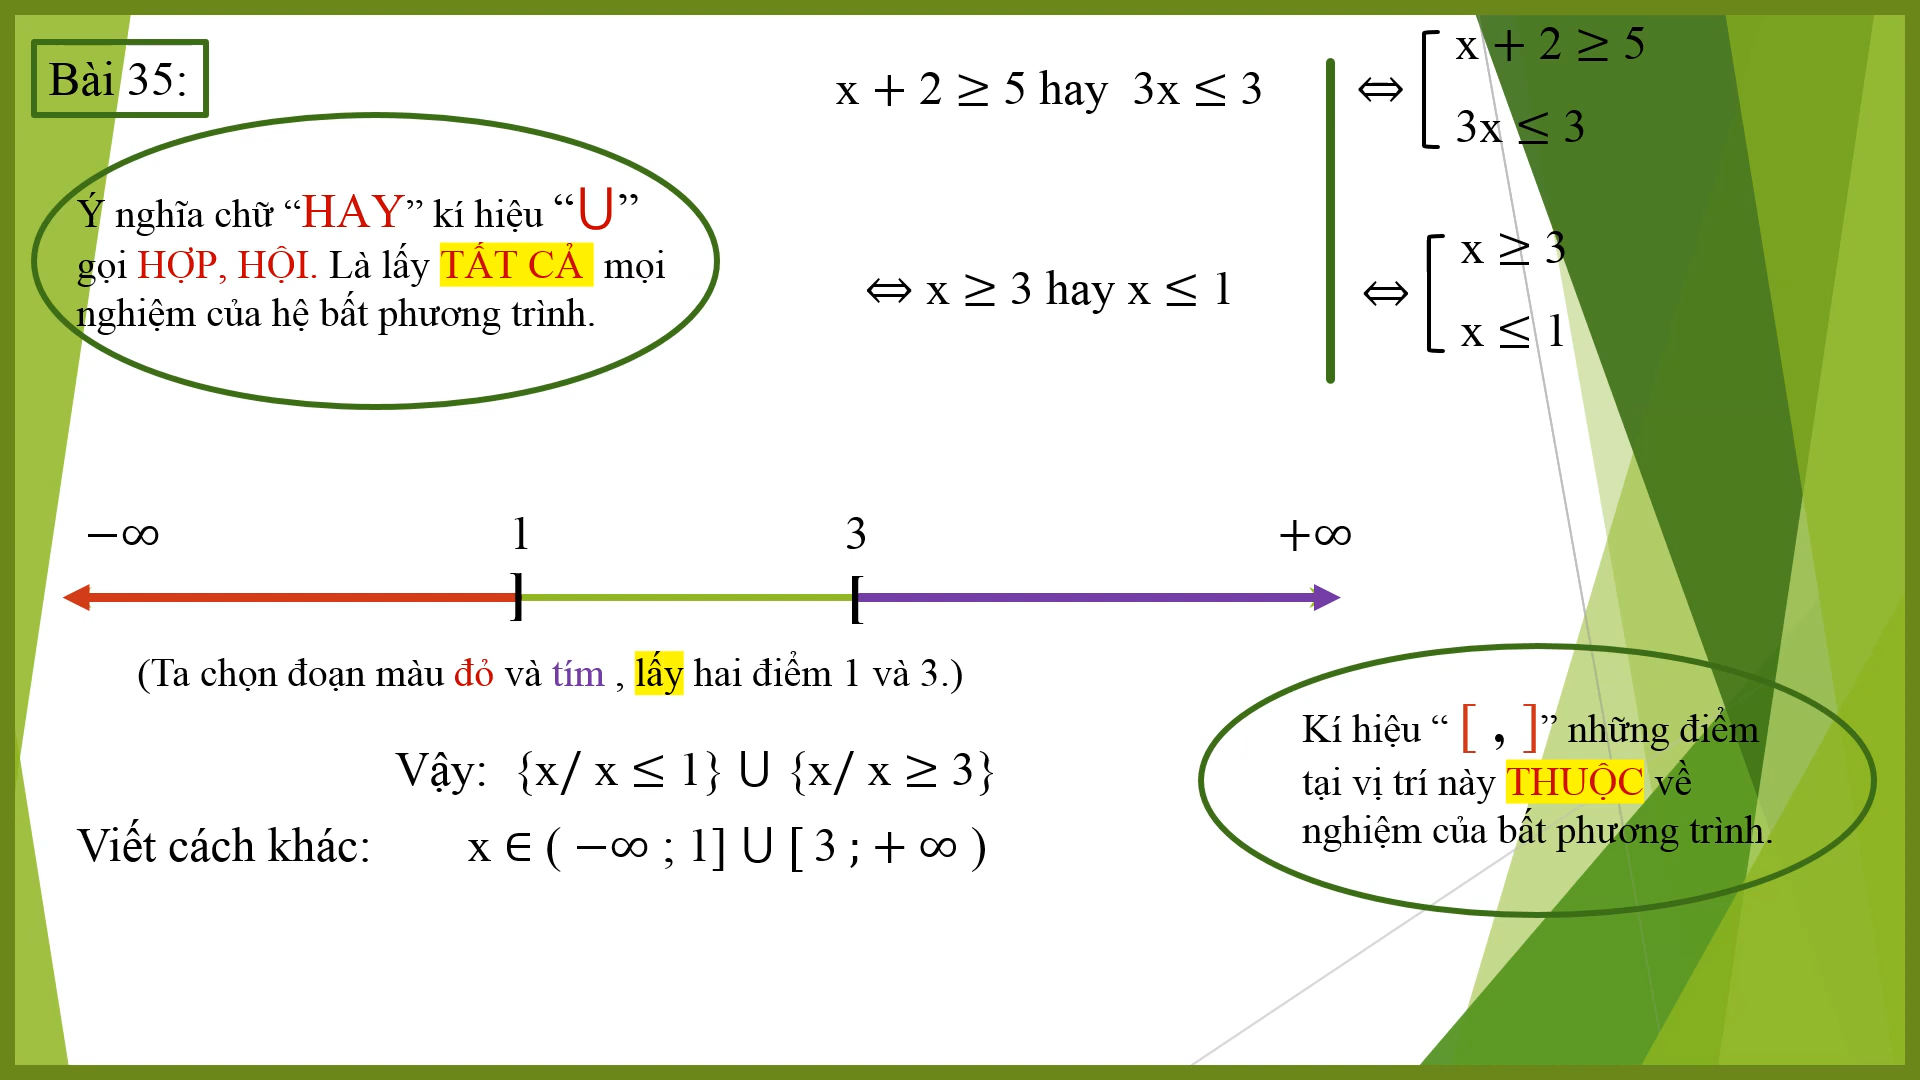 Bài 35:
x + 2 ≥ 5 hay 3x ≤ 3
⇔ [ x + 2 ≥ 5
3x ≤ 3
Ý nghĩa chữ “HAY” kí hiệu “⋃”
gọi HỢP, HỘI. Là lấy TẤT CẢ mọi
nghiệm của hệ bất phương trình.
⇔ x ≥ 3 hay x ≤ 1
⇔ [ x ≥ 3
x ≤ 1
−∞ 1 3 +∞
] [
(Ta chọn đoạn màu đỏ và tím , lấy hai điểm 1 và 3.)
Vậy: {x/ x ≤ 1} ⋃ {x/ x ≥ 3}
Viết cách khác: x ∈ ( −∞ ; 1] ⋃ [ 3 ; + ∞ )
Kí hiệu “ [ , ]” những điểm
tại vị trí này THUỘC về
nghiệm của bất phương trình.